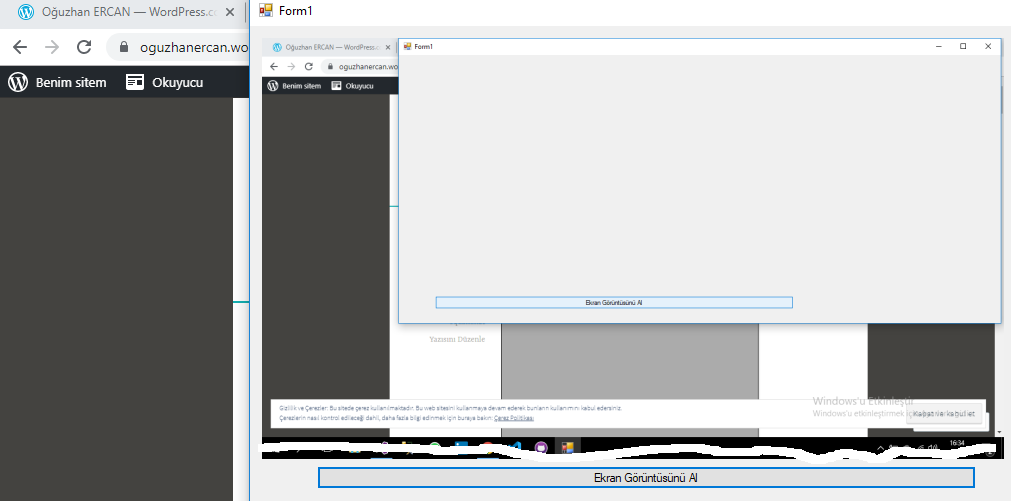 Oğuzhan ERCAN — WordPress.c
Form1
oguzhanercan.wo
Benim sitem
Okuyucu
Oğuzhan ERCAN — WordPress.c
Form1
oguzhanercan.wo
Benim sitem
Okuyucu
Ekran Görüntüsünü Al
Yazısını Düzenle
Gizlilik ve Çerezler: Bu sitede çerez kullanılmaktadır. Bu web sitesini kullanmaya devam ederek bunların kullanımını kabul edersiniz.
Çerezlerin nasıl kontrol edileceği dahil, daha fazla bilgi edinmek için buraya bakın: Çerez Politikası
Windows'u Etkinleştir
Windows'u etkinleştirmek için
Kapat ve kabul et
16:34
Ekran Görüntüsünü Al